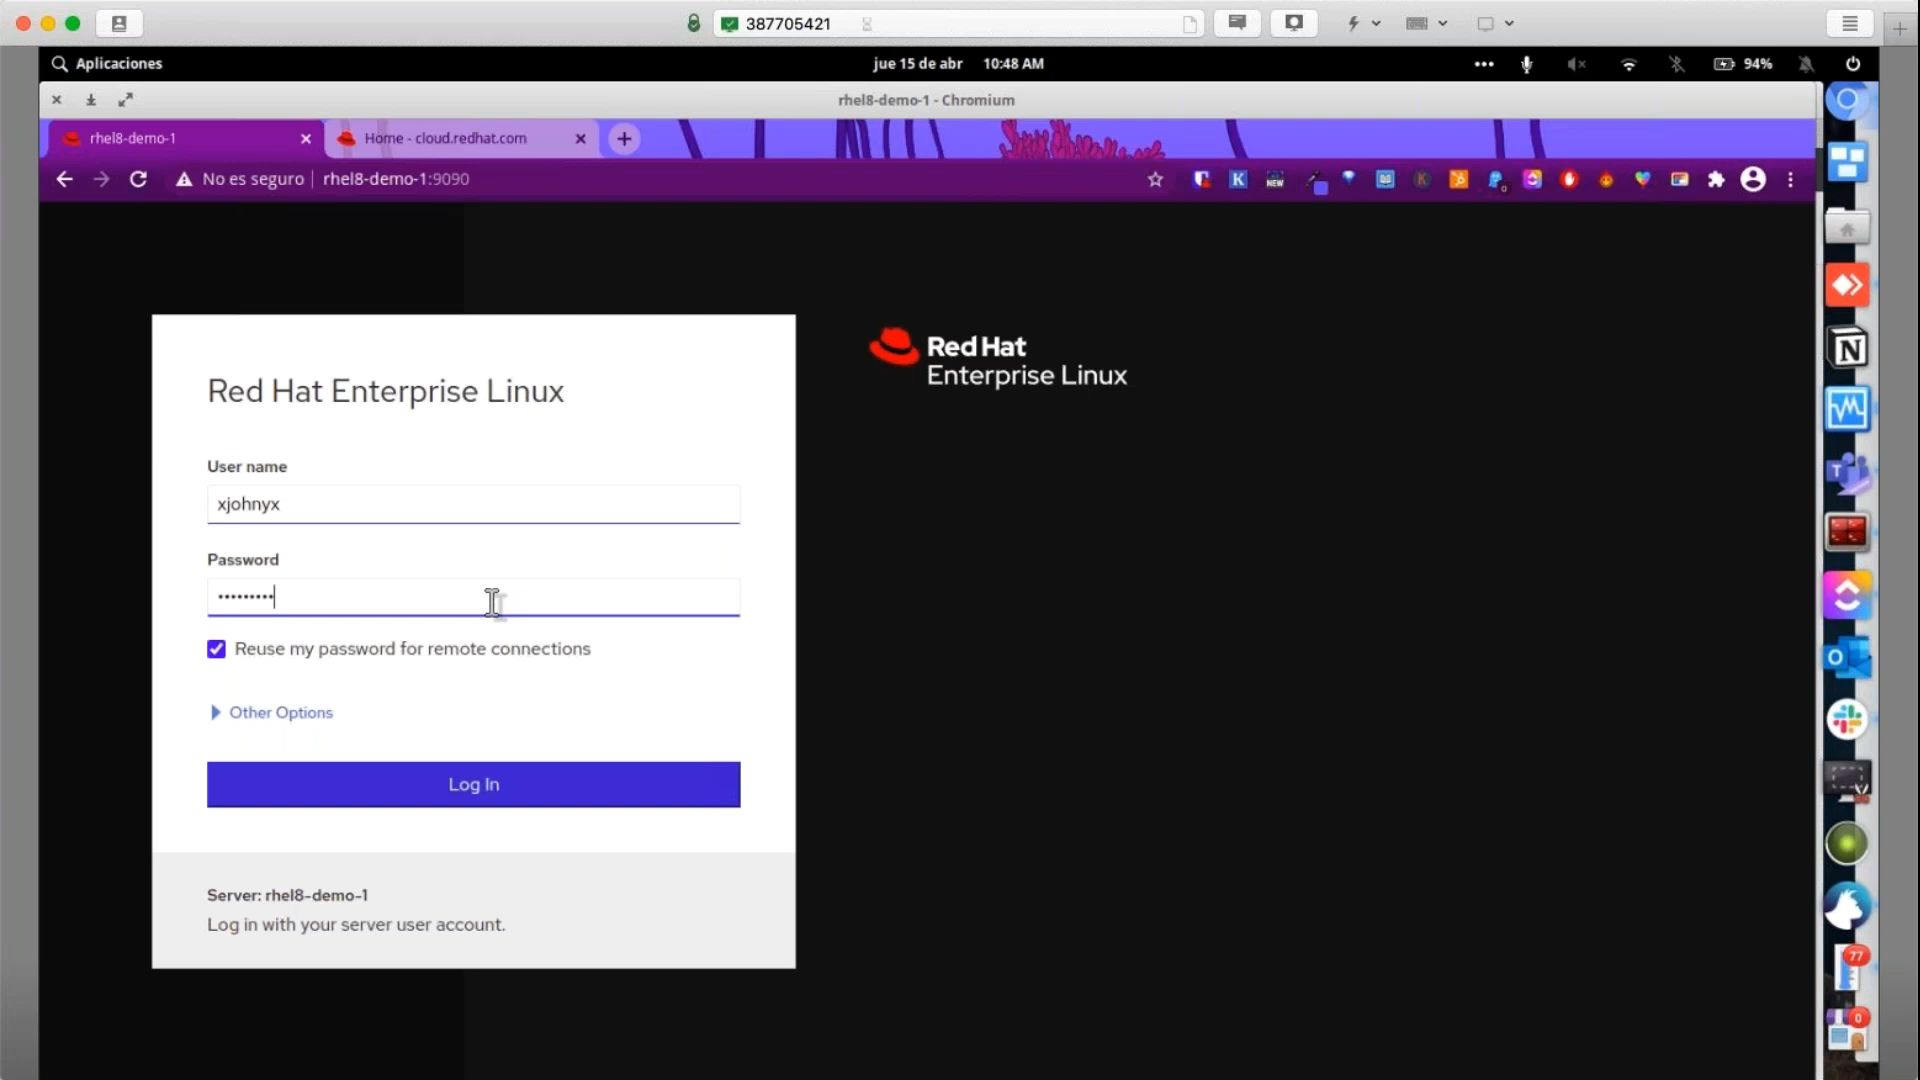 387705421
Aplicaciones
jue 15 de abr 10:48 AM
94%
rhel8-demo-1 - Chromium
rhel8-demo-1
Home - cloud.redhat.com
No es seguro
rhel8-demo-1:9090
K
NEW
K
0
Red Hat
Enterprise Linux
Red Hat Enterprise Linux
User name
xjohnyx
Password
•••••••••
Reuse my password for remote connections
Other Options
Log In
Server: rhel8-demo-1
Log in with your server user account.
N
T
O
77
0